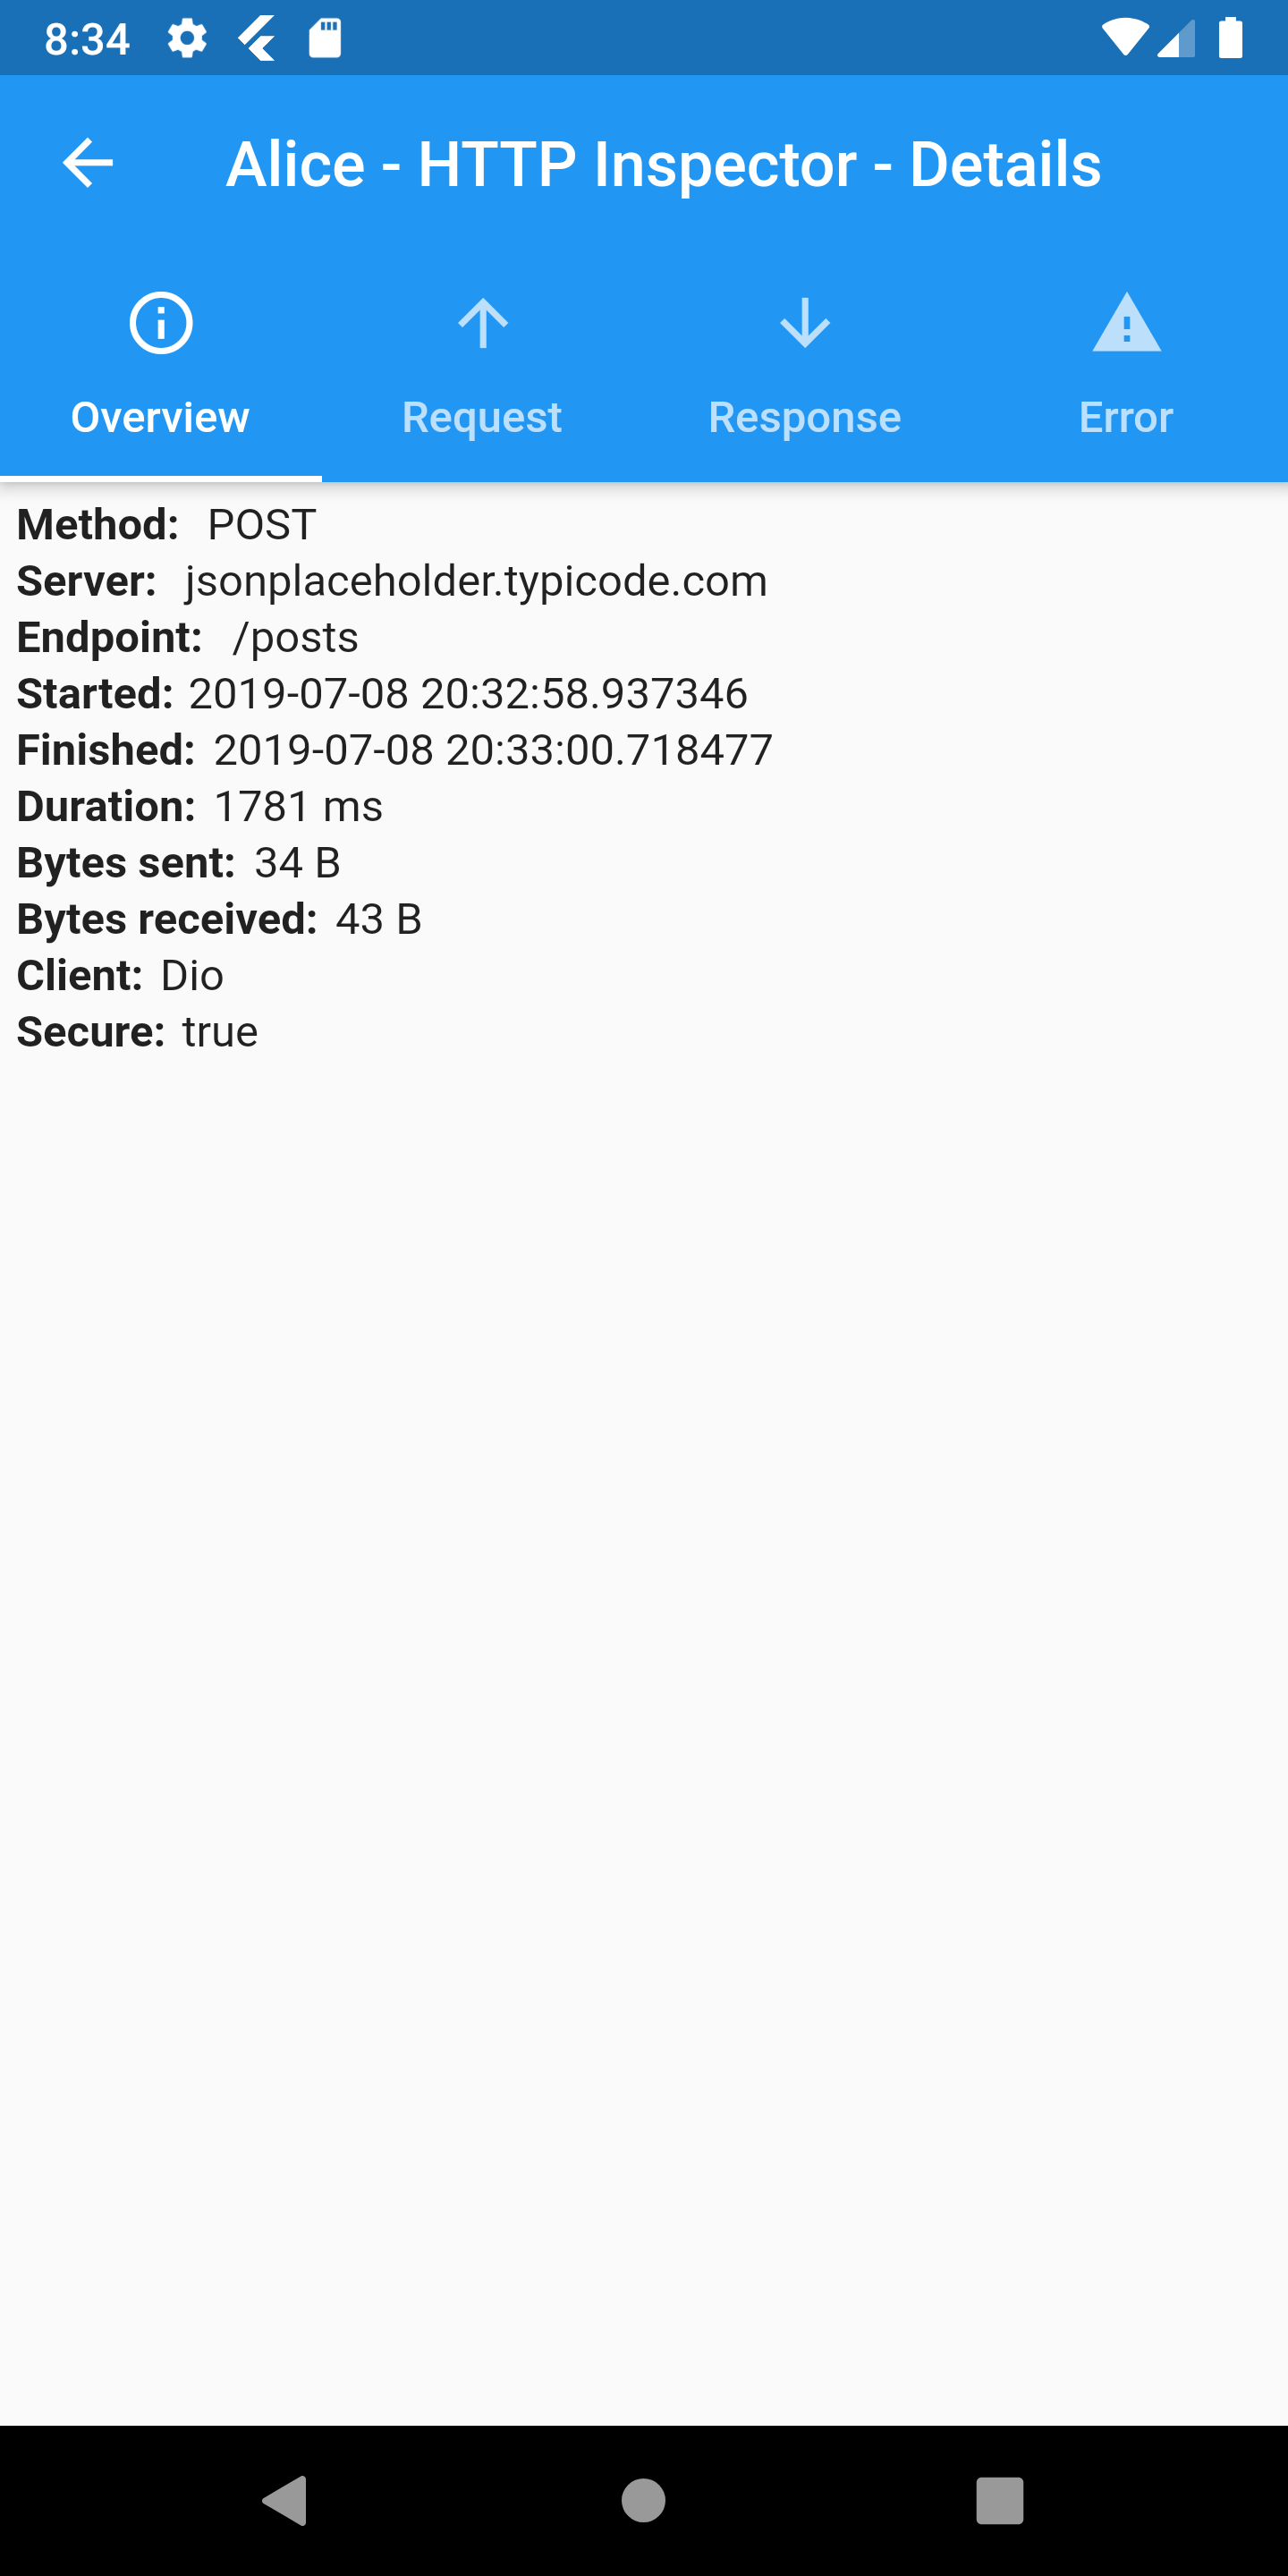 8:34
Alice - HTTP Inspector - Details
Overview Request Response Error
Method: POST
Server: jsonplaceholder.typicode.com
Endpoint: /posts
Started: 2019-07-08 20:32:58.937346
Finished: 2019-07-08 20:33:00.718477
Duration: 1781 ms
Bytes sent: 34 B
Bytes received: 43 B
Client: Dio
Secure: true